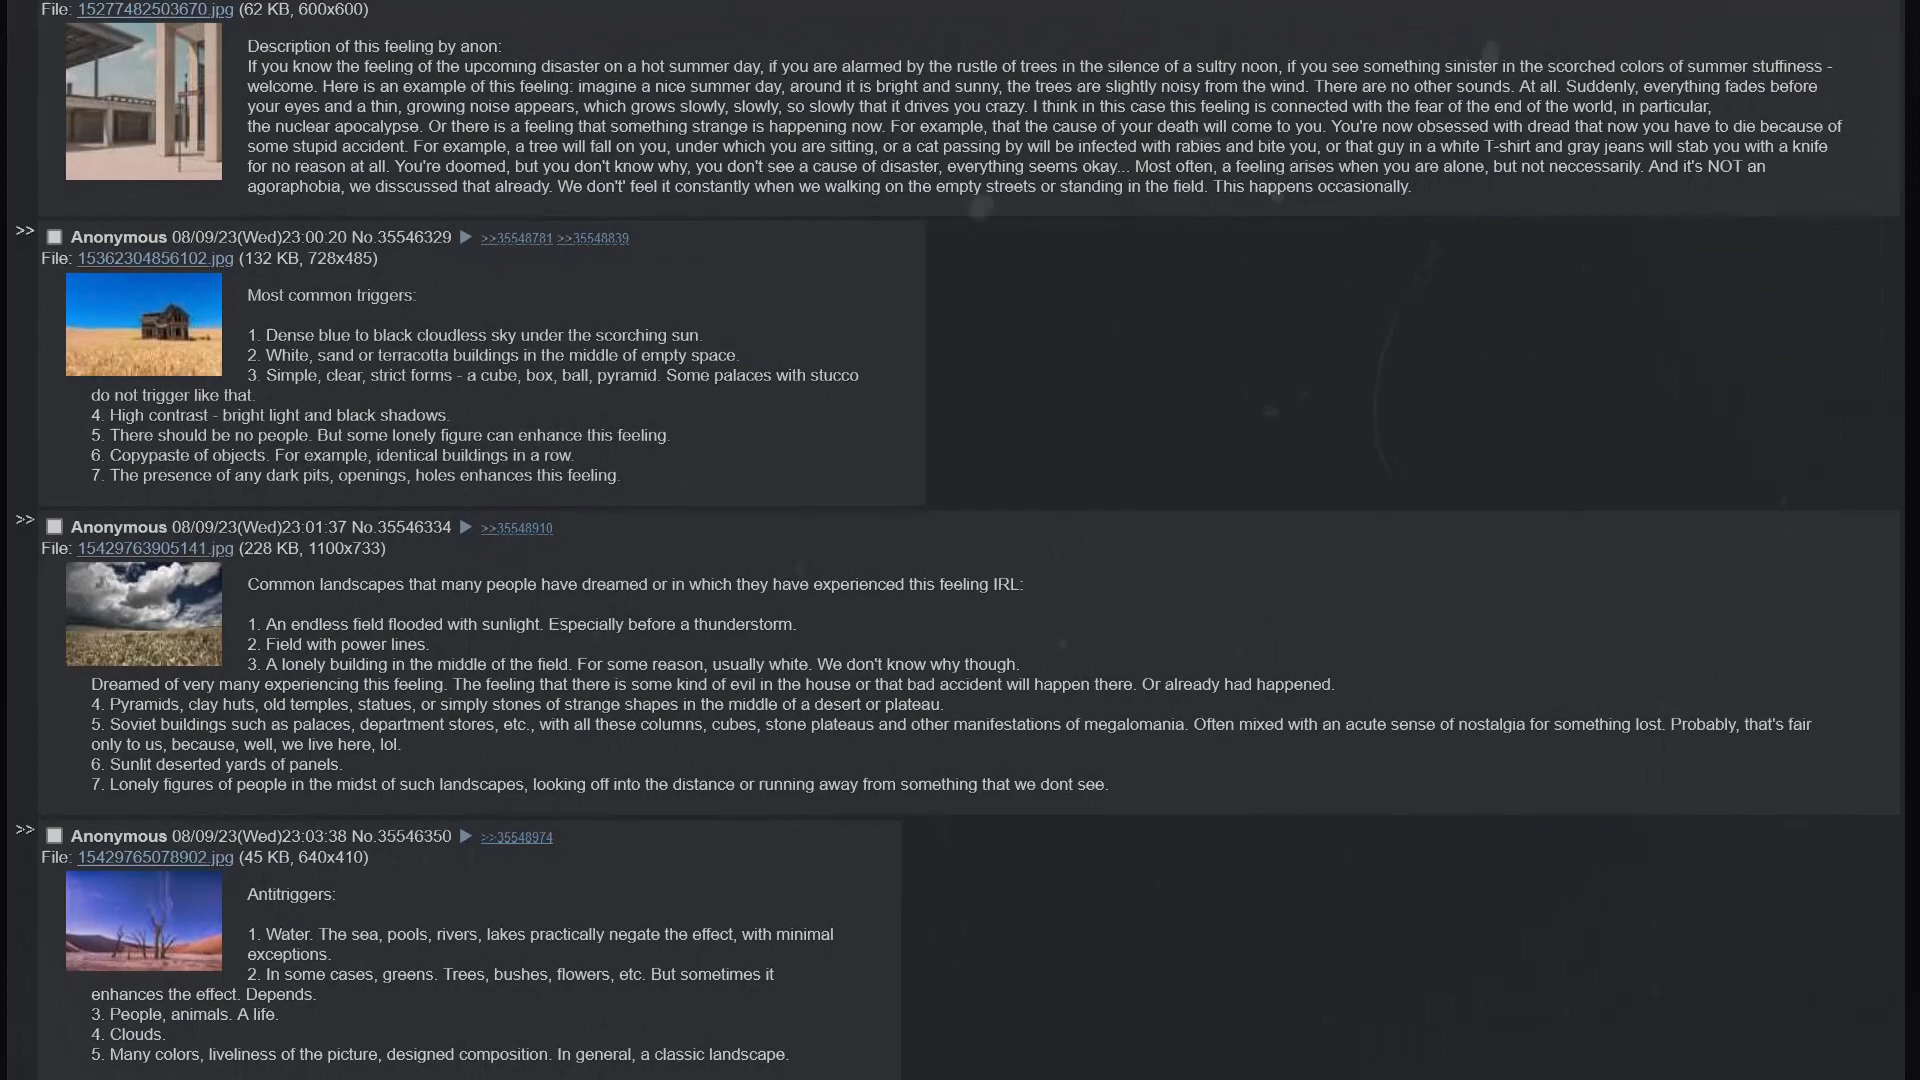 File: 15277482503670.jpg (62 KB, 600x600)
Description of this feeling by anon:
If you know the feeling of the upcoming disaster on a hot summer day, if you are alarmed by the rustle of trees in the silence of a sultry noon, if you see something sinister in the scorched colors of summer stuffiness -
welcome. Here is an example of this feeling: imagine a nice summer day, around it is bright and sunny, the trees are slightly noisy from the wind. There are no other sounds. At all. Suddenly, everything fades before
your eyes and a thin, growing noise appears, which grows slowly, slowly, so slowly that it drives you crazy. I think in this case this feeling is connected with the fear of the end of the world, in particular,
the nuclear apocalypse. Or there is a feeling that something strange is happening now. For example, that the cause of your death will come to you. You're now obsessed with dread that now you have to die because of
some stupid accident. For example, a tree will fall on you, under which you are sitting, or a cat passing by will be infected with rabies and bite you, or that guy in a white T-shirt and gray jeans will stab you with a knife
for no reason at all. You're doomed, but you don't know why, you don't see a cause of disaster, everything seems okay... Most often, a feeling arises when you are alone, but not neccessarily. And it's NOT an
agoraphobia, we disscussed that already. We don't' feel it constantly when we walking on the empty streets or standing in the field. This happens occasionally.
>> Anonymous 08/09/23(Wed)23:00:20 No.35546329 ▶ >>35548781 >>35548839
File: 15362304856102.jpg (132 KB, 728x485)
Most common triggers:
1. Dense blue to black cloudless sky under the scorching sun.
2. White, sand or terracotta buildings in the middle of empty space.
3. Simple, clear, strict forms - a cube, box, ball, pyramid. Some palaces with stucco
do not trigger like that.
4. High contrast - bright light and black shadows.
5. There should be no people. But some lonely figure can enhance this feeling.
6. Copypaste of objects. For example, identical buildings in a row.
7. The presence of any dark pits, openings, holes enhances this feeling.
>> Anonymous 08/09/23(Wed)23:01:37 No.35546334 ▶ >>35548910
File: 15429763905141.jpg (228 KB, 1100x733)
Common landscapes that many people have dreamed or in which they have experienced this feeling IRL:
1. An endless field flooded with sunlight. Especially before a thunderstorm.
2. Field with power lines.
3. A lonely building in the middle of the field. For some reason, usually white. We don't know why though.
Dreamed of very many experiencing this feeling. The feeling that there is some kind of evil in the house or that bad accident will happen there. Or already had happened.
4. Pyramids, clay huts, old temples, statues, or simply stones of strange shapes in the middle of a desert or plateau.
5. Soviet buildings such as palaces, department stores, etc., with all these columns, cubes, stone plateaus and other manifestations of megalomania. Often mixed with an acute sense of nostalgia for something lost. Probably, that's fair
only to us, because, well, we live here, lol.
6. Sunlit deserted yards of panels.
7. Lonely figures of people in the midst of such landscapes, looking off into the distance or running away from something that we dont see.
>> Anonymous 08/09/23(Wed)23:03:38 No.35546350 ▶ >>35548974
File: 15429765078902.jpg (45 KB, 640x410)
Antitriggers:
1. Water. The sea, pools, rivers, lakes practically negate the effect, with minimal
exceptions.
2. In some cases, greens. Trees, bushes, flowers, etc. But sometimes it
enhances the effect. Depends.
3. People, animals. A life.
4. Clouds.
5. Many colors, liveliness of the picture, designed composition. In general, a classic landscape.